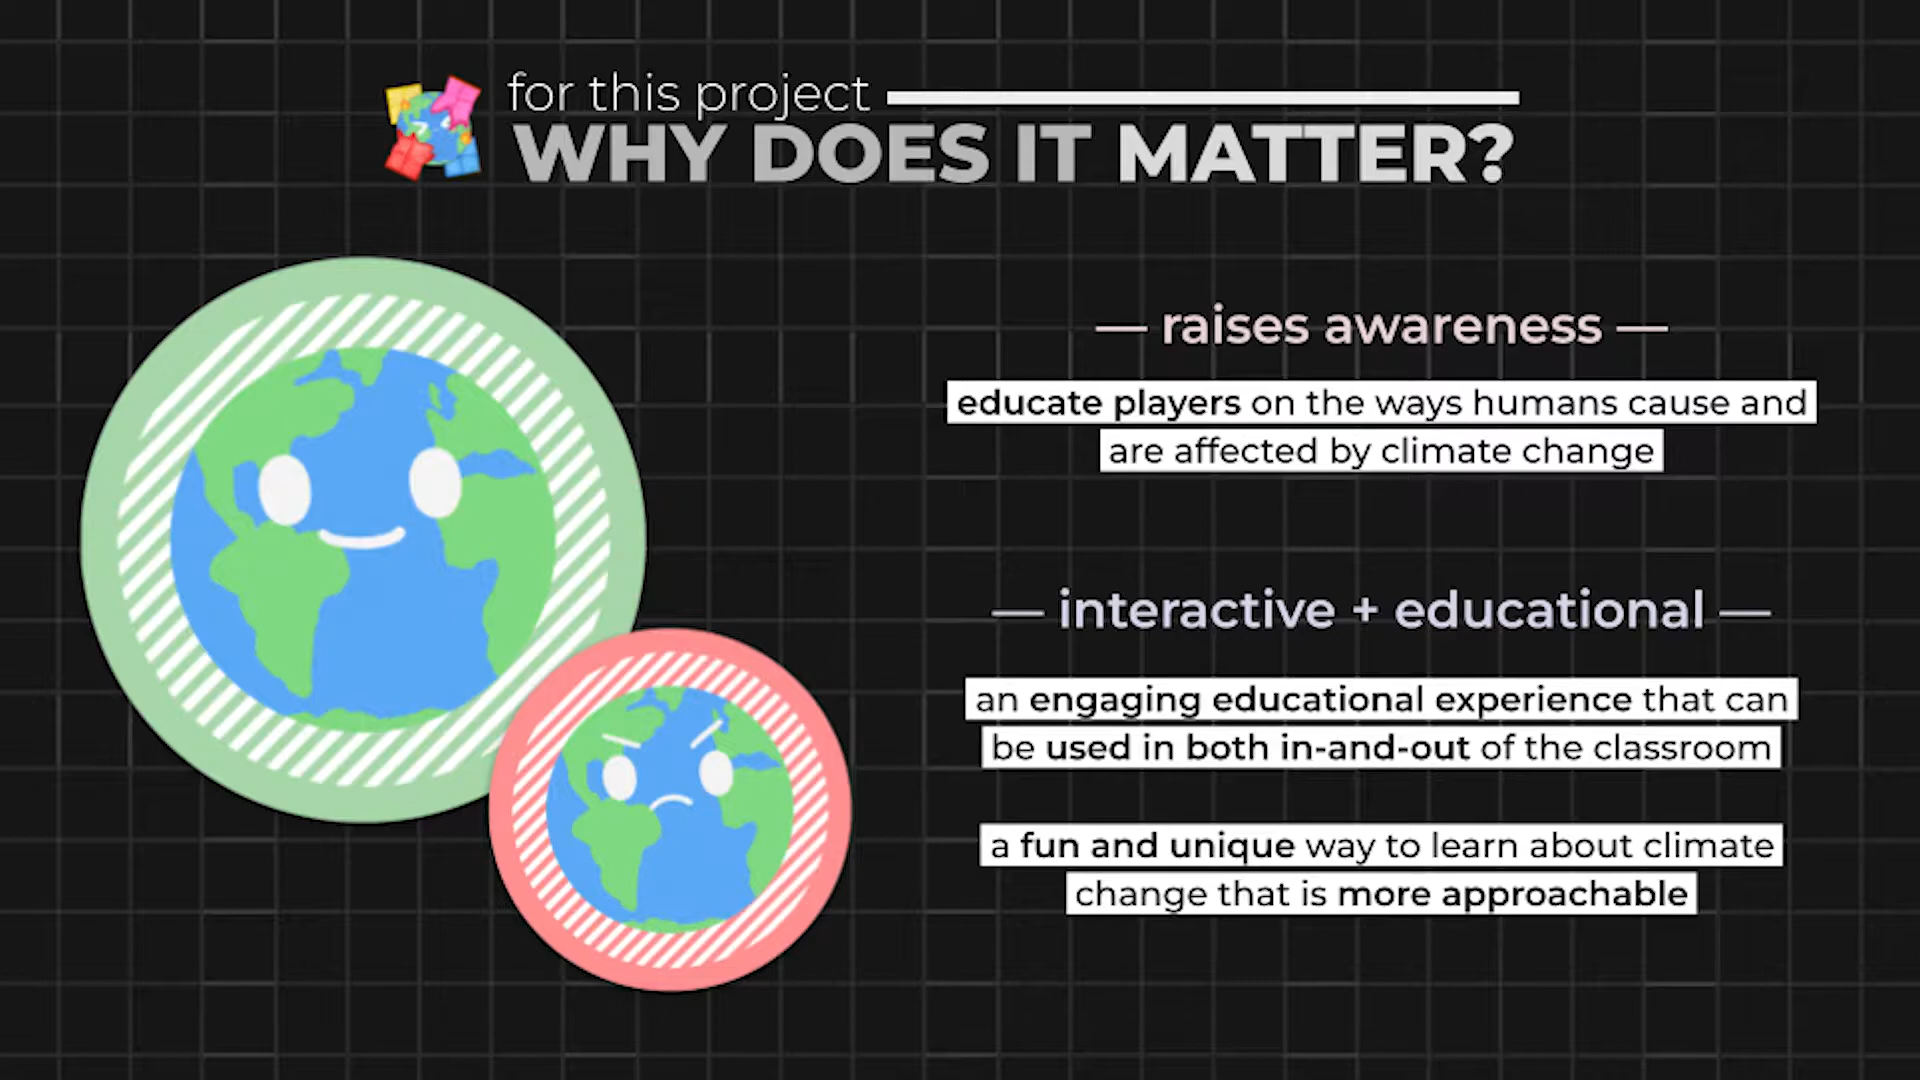 for this project
WHY DOES IT MATTER?
— raises awareness —
educate players on the ways humans cause and
are affected by climate change
— interactive + educational —
an engaging educational experience that can
be used in both in-and-out of the classroom
a fun and unique way to learn about climate
change that is more approachable